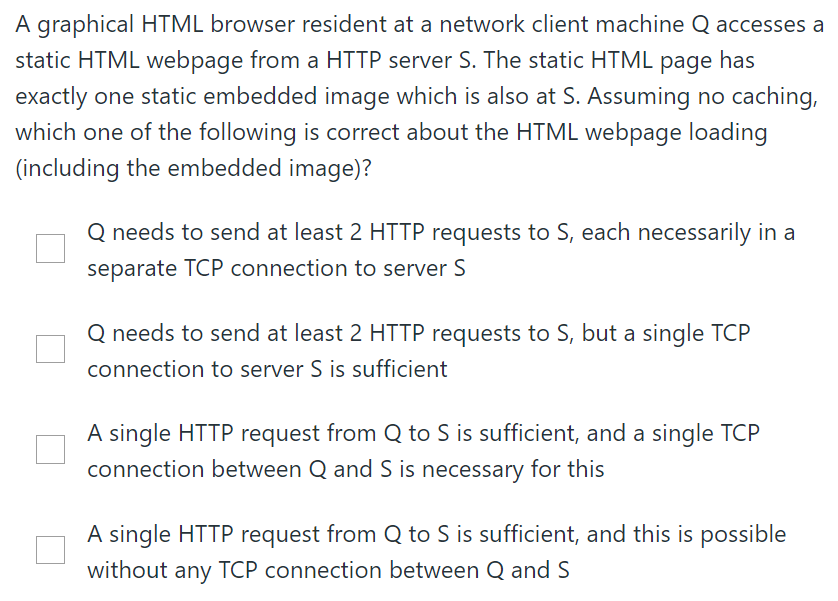 A graphical HTML browser resident at a network client machine Q accesses a
static HTML webpage from a HTTP server S. The static HTML page has
exactly one static embedded image which is also at S. Assuming no caching,
which one of the following is correct about the HTML webpage loading
(including the embedded image)?
Q needs to send at least 2 HTTP requests to S, each necessarily in a
separate TCP connection to server S
Q needs to send at least 2 HTTP requests to S, but a single TCP
connection to server S is sufficient
A single HTTP request from Q to S is sufficient, and a single TCP
connection between Q and S is necessary for this
A single HTTP request from Q to S is sufficient, and this is possible
without any TCP connection between Q and S